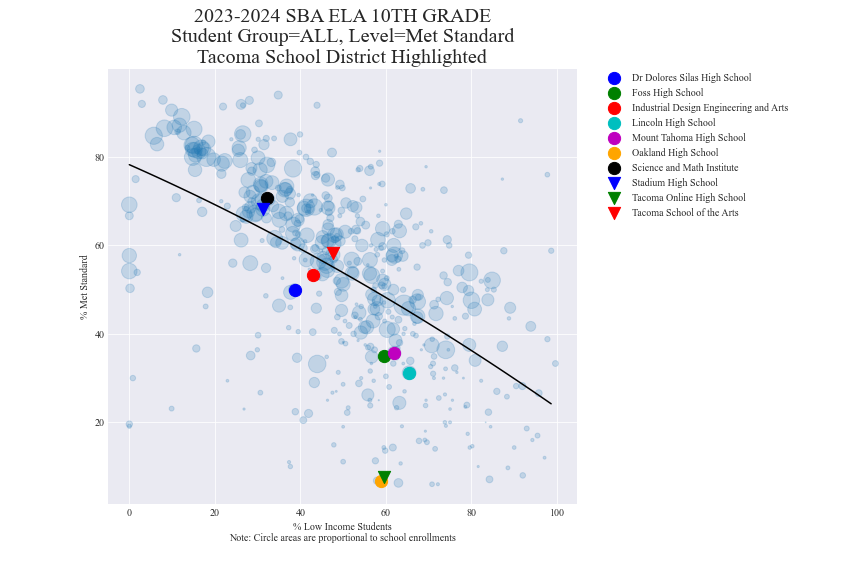 2023-2024 SBA ELA 10TH GRADE
Student Group=ALL, Level=Met Standard
Tacoma School District Highlighted
Dr Dolores Silas High School
Foss High School
Industrial Design Engineering and Arts
Lincoln High School
Mount Tahoma High School
Oakland High School
Science and Math Institute
Stadium High School
Tacoma Online High School
Tacoma School of the Arts
% Met Standard
80
60
40
20
0 20 40 60 80 100
% Low Income Students
Note: Circle areas are proportional to school enrollments